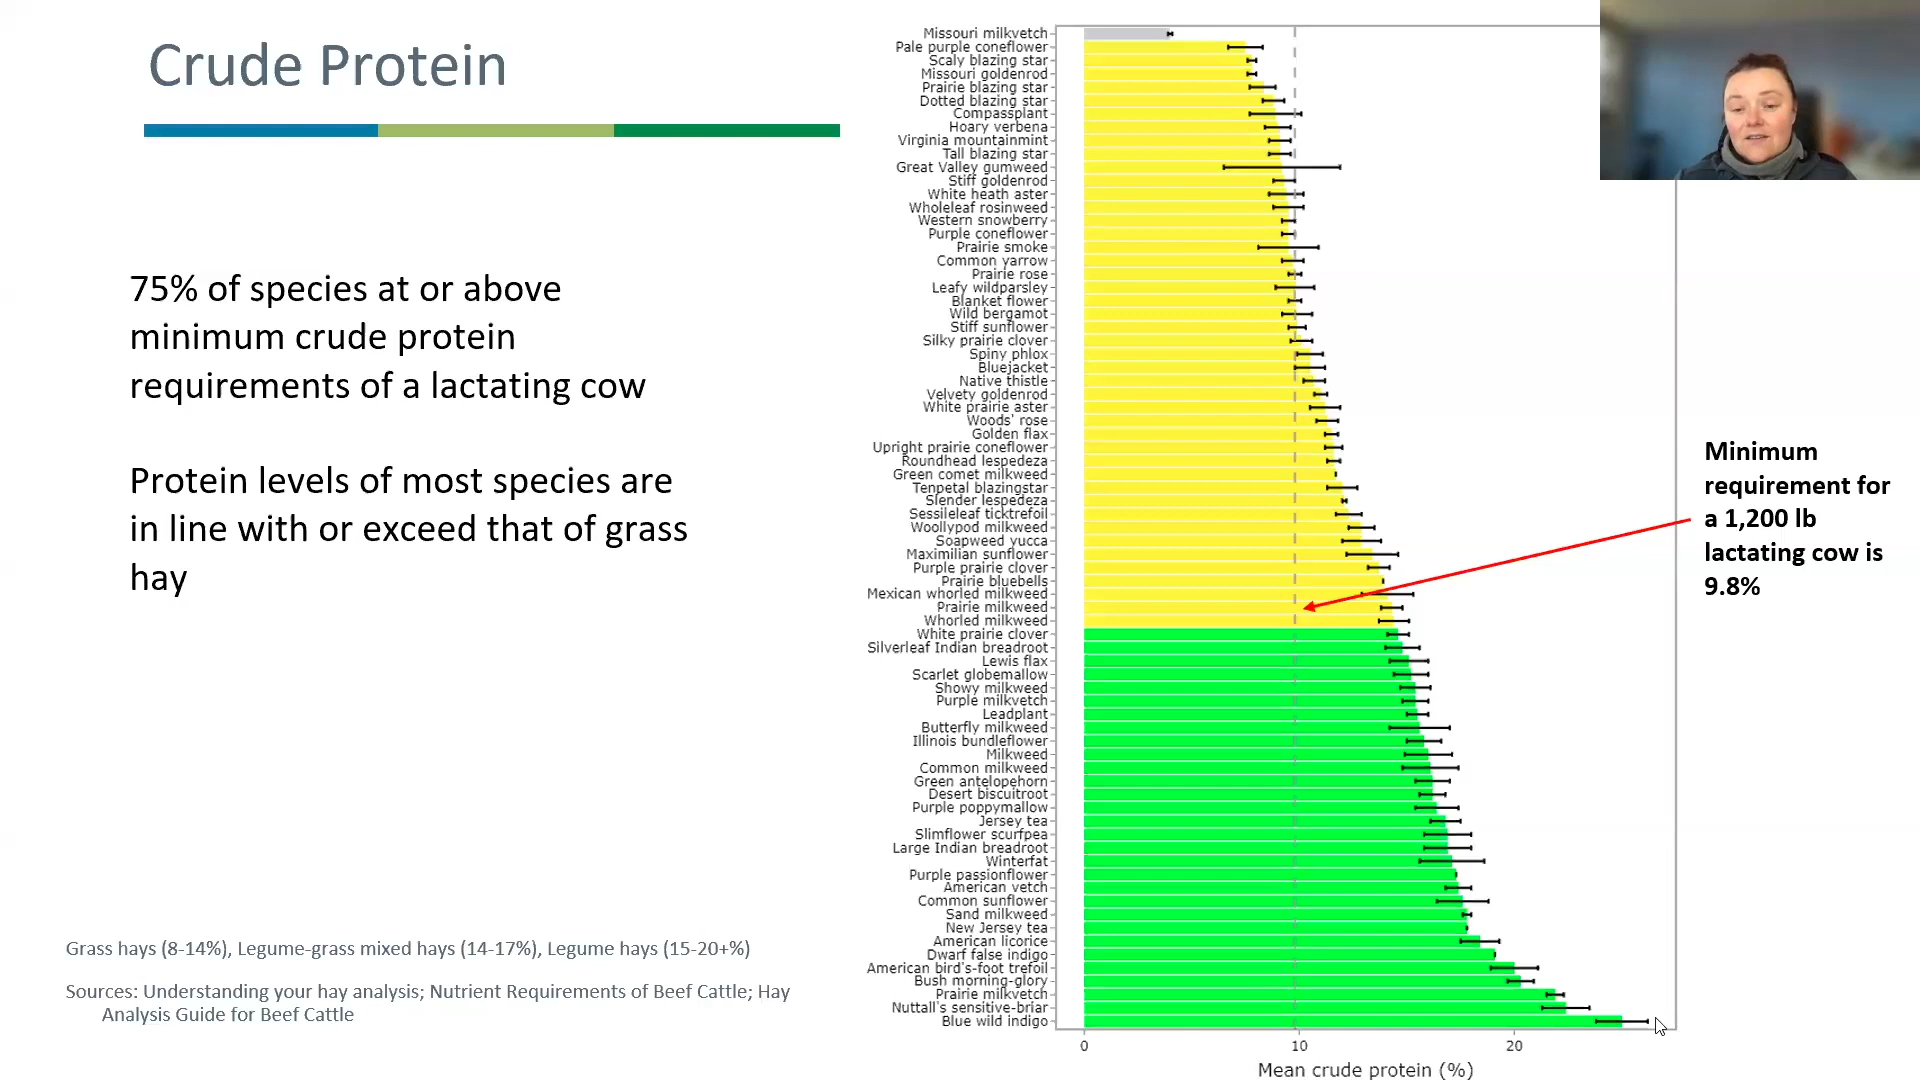 Crude Protein
75% of species at or above
minimum crude protein
requirements of a lactating cow
Protein levels of most species are
in line with or exceed that of grass
hay
Grass hays (8-14%), Legume-grass mixed hays (14-17%), Legume hays (15-20+%)
Sources: Understanding your hay analysis; Nutrient Requirements of Beef Cattle; Hay
Analysis Guide for Beef Cattle
Missouri milkvetch
Pale purple coneflower
Scaly blazing star
Missouri goldenrod
Prairie blazing star
Dotted blazing star
Compassplant
Hoary verbena
Virginia mountainmint
Tall blazing star
Great Valley gumweed
Stiff goldenrod
White heath aster
Wholeleaf rosinweed
Western snowberry
Purple coneflower
Prairie smoke
Common yarrow
Prairie rose
Leafy wildparsley
Blanket flower
Wild bergamot
Stiff sunflower
Silky prairie clover
Spiny phlox
Bluejacket
Native thistle
Velvety goldenrod
White prairie aster
Woods' rose
Golden flax
Upright prairie coneflower
Roundhead lespedeza
Green comet milkweed
Tenpetal blazingstar
Slender lespedeza
Sessileleaf ticktrefoil
Woollypod milkweed
Soapweed yucca
Maximilian sunflower
Purple prairie clover
Prairie bluebells
Mexican whorled milkweed
Prairie milkweed
Whorled milkweed
White prairie clover
Silverleaf Indian breadroot
Lewis flax
Scarlet globemallow
Showy milkweed
Purple milkvetch
Leadplant
Butterfly milkweed
Illinois bundleflower
Milkweed
Common milkweed
Green antelopehorn
Desert biscuitroot
Purple poppymallow
Jersey tea
Slimflower scurfpea
Large Indian breadroot
Winterfat
Purple passionflower
American vetch
Common sunflower
Sand milkweed
New Jersey tea
American licorice
Dwarf false indigo
American bird's-foot trefoil
Bush morning-glory
Prairie milkvetch
Nuttall's sensitive-briar
Blue wild indigo
0 10 20
Mean crude protein (%)
Minimum
requirement for
a 1,200 lb
lactating cow is
9.8%